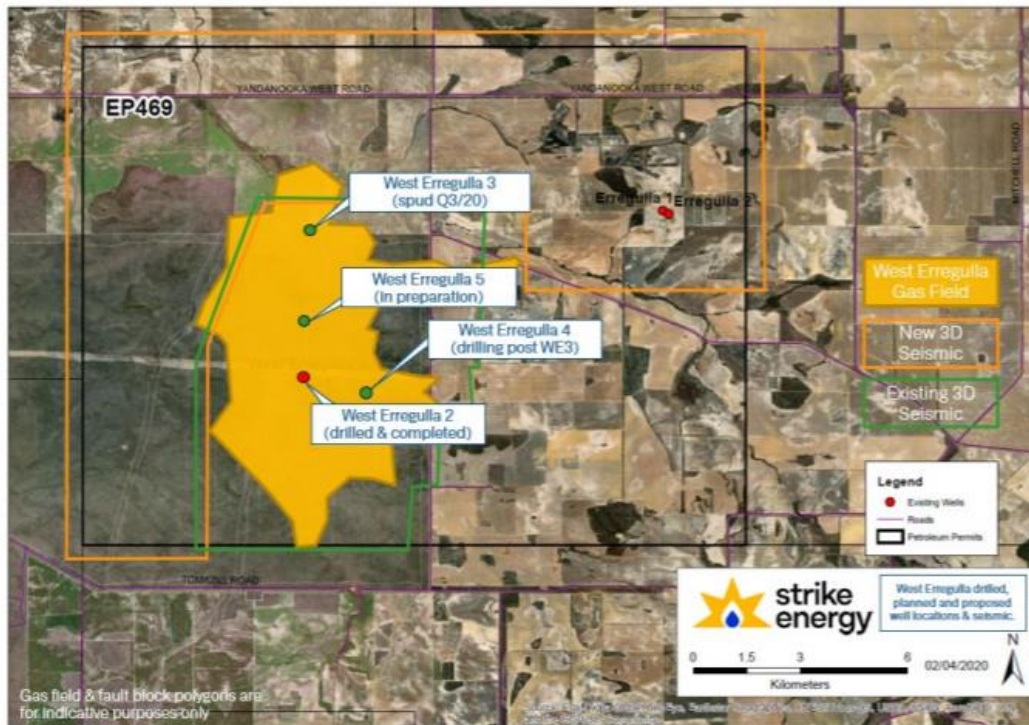 YANDANOOKA WEST ROAD
YANDANOOKA WEST ROAD
EP469
MITCHELL ROAD
West Erregulla 3
(spud Q3/20)
Erregulla 1
Erregulla 2
West Erregulla 5
(in preparation)
West Erregulla
Gas Field
West Erregulla 4
(drilling post WE3)
New 3D
Seismic
Existing 3D
Seismic
West Erregulla 2
(drilled & completed)
Legend
Existing Wells
Roads
Petroleum Permits
TOMKINS ROAD
strike
energy
West Erregulla drilled,
planned and proposed
well locations & seismic.
N
0 1.5 3 6
Kilometers
02/04/2020
Gas field & fault block polygons are
for indicative purposes only